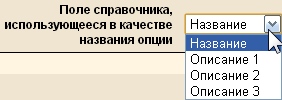 Поле справочника,
использующееся в качестве
названия опции
Название
Название
Описание 1
Описание 2
Описание 3